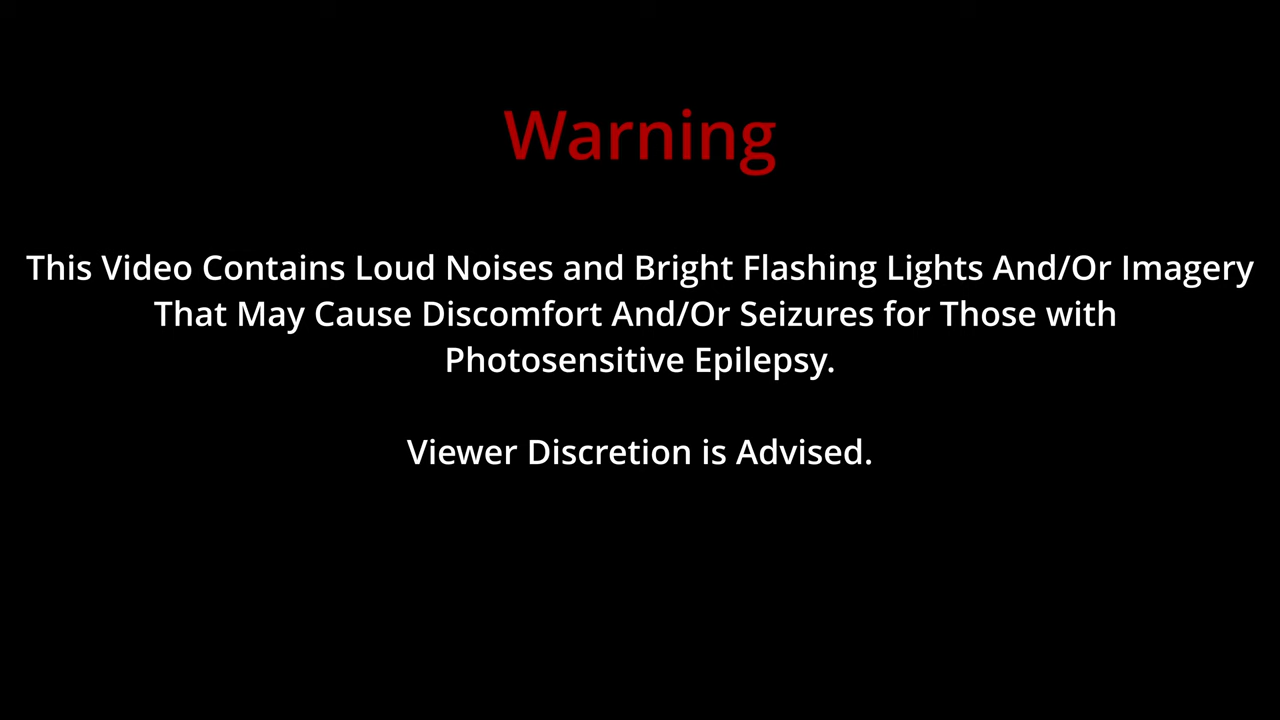 Warning
This Video Contains Loud Noises and Bright Flashing Lights And/Or Imagery
That May Cause Discomfort And/Or Seizures for Those with
Photosensitive Epilepsy.
Viewer Discretion is Advised.